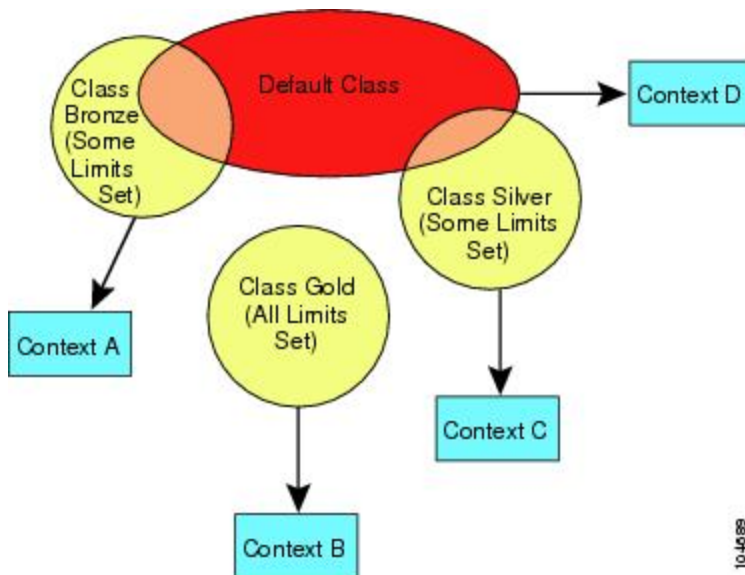 Default Class
Class
Bronze
(Some
Limits
Set)
Context D
Class Silver
(Some Limits
Set)
Class Gold
(All Limits
Set)
Context A
Context C
Context B
104689